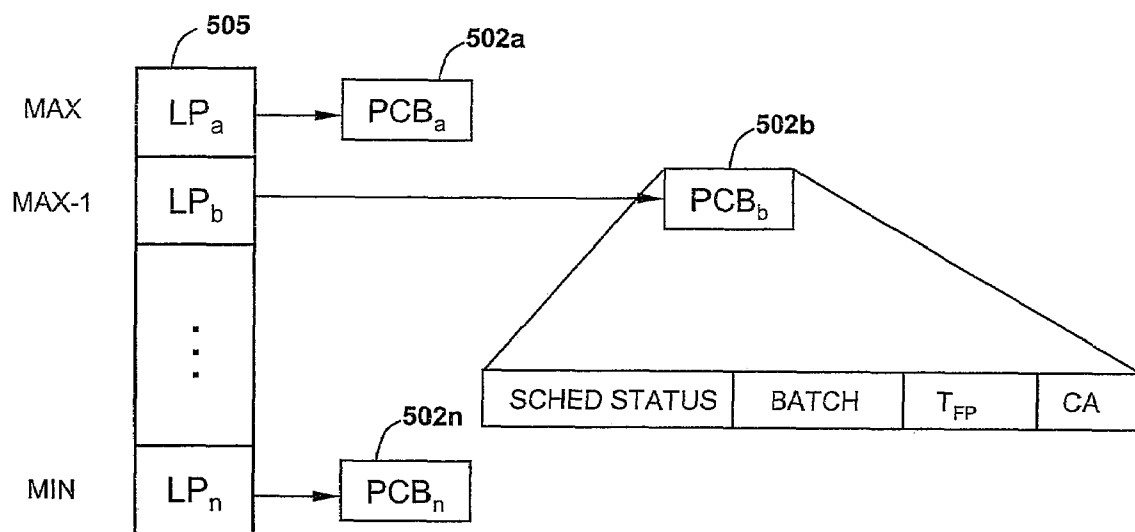 505
502a
MAX
LPa
PCBa
502b
MAX-1
LPb
PCBb
⋮
SCHED STATUS BATCH TFP CA
502n
MIN
LPn
PCBn